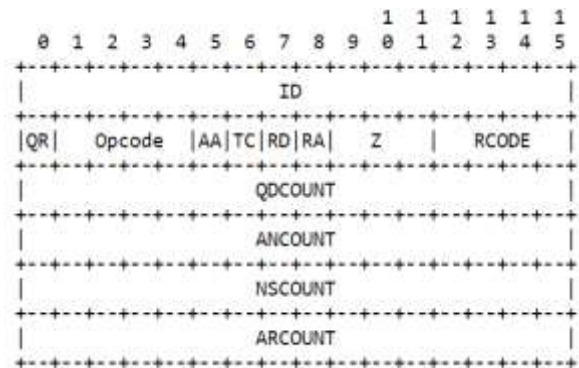 1  1  1  1  1  1
  0  1  2  3  4  5  6  7  8  9  0  1  2  3  4  5
+--+--+--+--+--+--+--+--+--+--+--+--+--+--+--+--+
|                      ID                       |
+--+--+--+--+--+--+--+--+--+--+--+--+--+--+--+--+
|QR|   Opcode  |AA|TC|RD|RA|   Z    |   RCODE   |
+--+--+--+--+--+--+--+--+--+--+--+--+--+--+--+--+
|                    QDCOUNT                    |
+--+--+--+--+--+--+--+--+--+--+--+--+--+--+--+--+
|                    ANCOUNT                    |
+--+--+--+--+--+--+--+--+--+--+--+--+--+--+--+--+
|                    NSCOUNT                    |
+--+--+--+--+--+--+--+--+--+--+--+--+--+--+--+--+
|                    ARCOUNT                    |
+--+--+--+--+--+--+--+--+--+--+--+--+--+--+--+--+